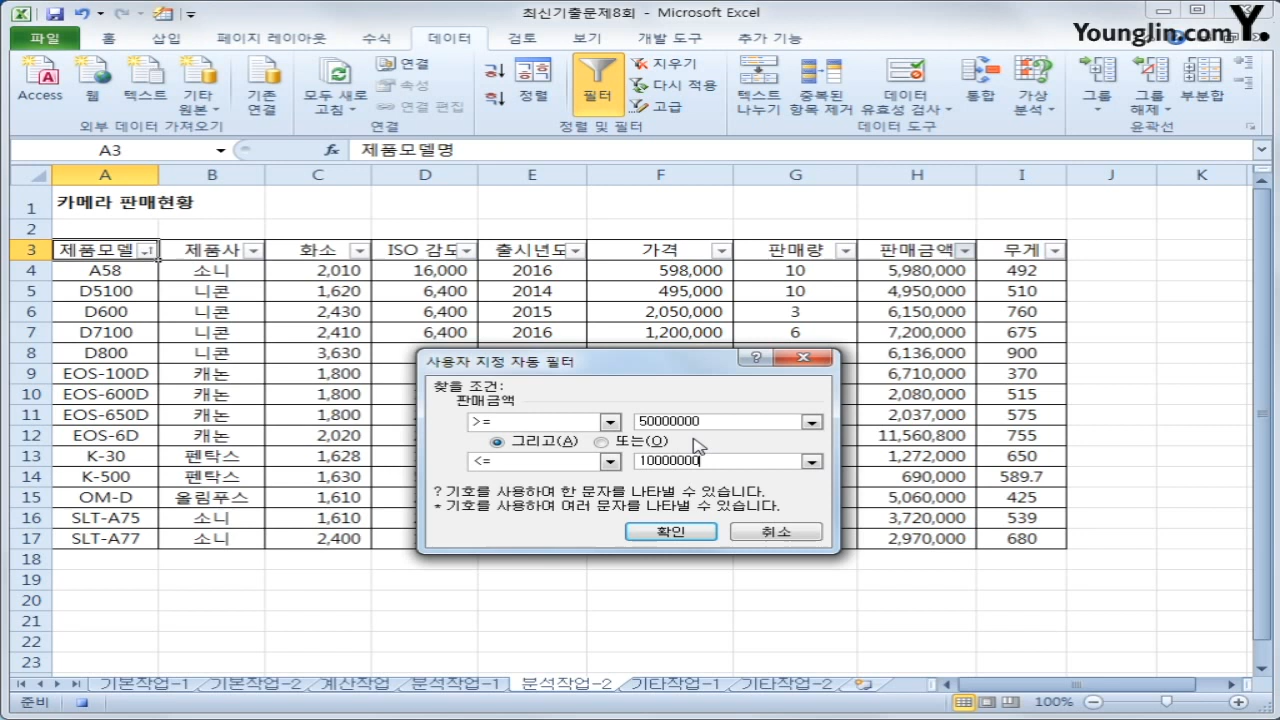 최신기출문제8회 - Microsoft Excel
Younglin.com Y.
파일 홈 삽입 페이지 레이아웃 수식 데이터 검토 보기 개발 도구 추가 기능
Access 웹 텍스트 기타 원본 기존 연결 모두 새로 고침 연결 속성 연결 편집 정렬 필터 지우기 다시 적용 고급 텍스트 나누기 중복된 항목 제거 데이터 유효성 검사 통합 가상 분석 그룹 그룹 해제 부분합
외부 데이터 가져오기 연결 정렬 및 필터 데이터 도구 윤곽선
A3 fx 제품모델명
A B C D E F G H I J K
1 카메라 판매현황
2
3 제품모델 제품사 화소 ISO 감도 출시년도 가격 판매량 판매금액 무게
4 A58 소니 2,010 16,000 2016 598,000 10 5,980,000 492
5 D5100 니콘 1,620 6,400 2014 495,000 10 4,950,000 510
6 D600 니콘 2,430 6,400 2015 2,050,000 3 6,150,000 760
7 D7100 니콘 2,410 6,400 2016 1,200,000 6 7,200,000 675
8 D800 니콘 3,630 6,136,000 900
9 EOS-100D 캐논 1,800 6,710,000 370
10 EOS-600D 캐논 1,800 2,080,000 515
11 EOS-650D 캐논 1,800 2,037,000 575
12 EOS-6D 캐논 2,020 11,560,800 755
13 K-30 펜탁스 1,628 1,272,000 650
14 K-500 펜탁스 1,630 690,000 589.7
15 OM-D 올림푸스 1,610 5,060,000 425
16 SLT-A75 소니 1,610 3,720,000 539
17 SLT-A77 소니 2,400 2,970,000 680
18
19
20
21
22
23
사용자 지정 자동 필터
찾을 조건:
판매금액
>= 50000000
그리고(A) 또는(O)
<= 10000000
? 기호를 사용하여 한 문자를 나타낼 수 있습니다.
* 기호를 사용하여 여러 문자를 나타낼 수 있습니다.
확인 취소
기본작업-1 기본작업-2 계산작업 분석작업-1 분석작업-2 기타작업-1 기타작업-2
준비 100%